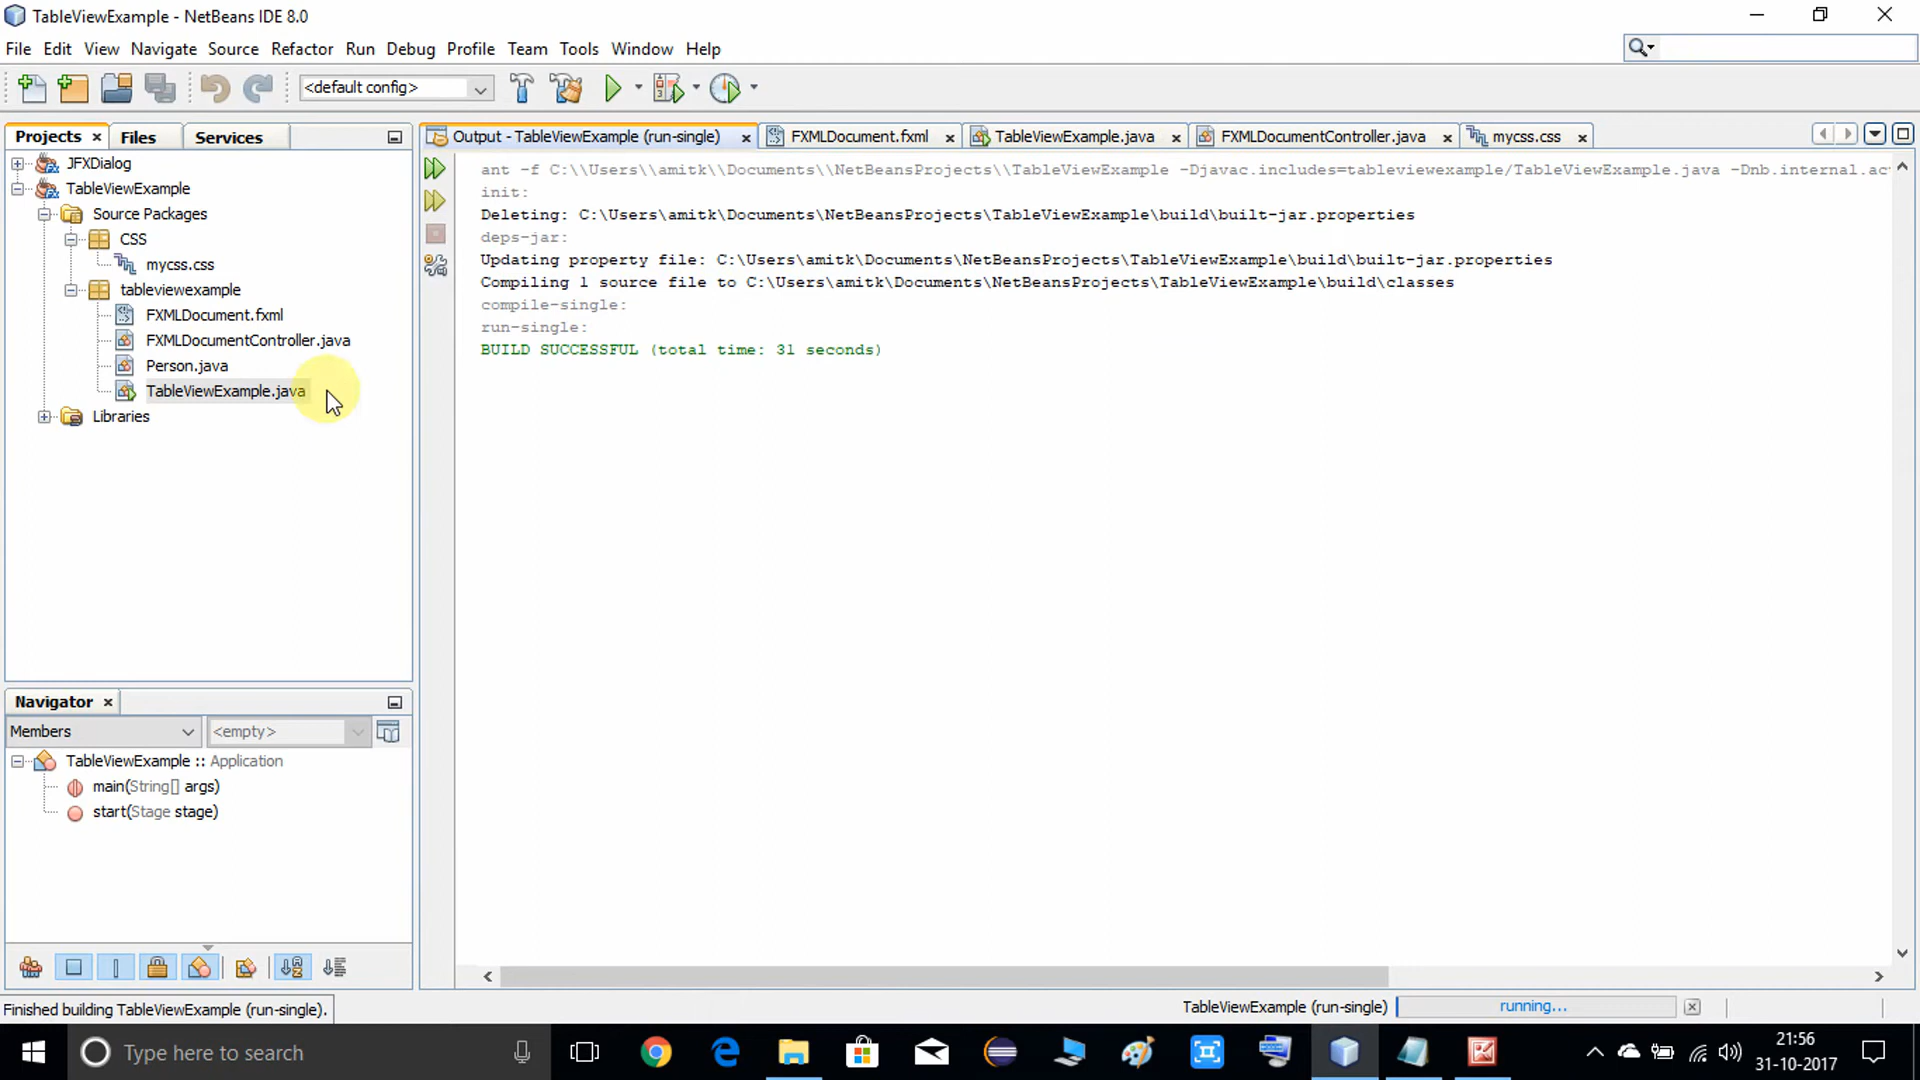 TableViewExample - NetBeans IDE 8.0
File Edit View Navigate Source Refactor Run Debug Profile Team Tools Window Help
<default config>
Projects Files Services
Output - TableViewExample (run-single) FXMLDocument.fxml TableViewExample.java FXMLDocumentController.java mycss.css
JFXDialog
TableViewExample
Source Packages
CSS
mycss.css
tableviewexample
FXMLDocument.fxml
FXMLDocumentController.java
Person.java
TableViewExample.java
Libraries
ant -f C:\\Users\\amitk\\Documents\\NetBeansProjects\\TableViewExample -Djavac.includes=tableviewexample/TableViewExample.java -Dnb.internal.ac
init:
Deleting: C:\Users\amitk\Documents\NetBeansProjects\TableViewExample\build\built-jar.properties
deps-jar:
Updating property file: C:\Users\amitk\Documents\NetBeansProjects\TableViewExample\build\built-jar.properties
Compiling 1 source file to C:\Users\amitk\Documents\NetBeansProjects\TableViewExample\build\classes
compile-single:
run-single:
BUILD SUCCESSFUL (total time: 31 seconds)
Navigator
Members <empty>
TableViewExample :: Application
main(String[] args)
start(Stage stage)
Finished building TableViewExample (run-single).
TableViewExample (run-single) running...
Type here to search
21:56
31-10-2017